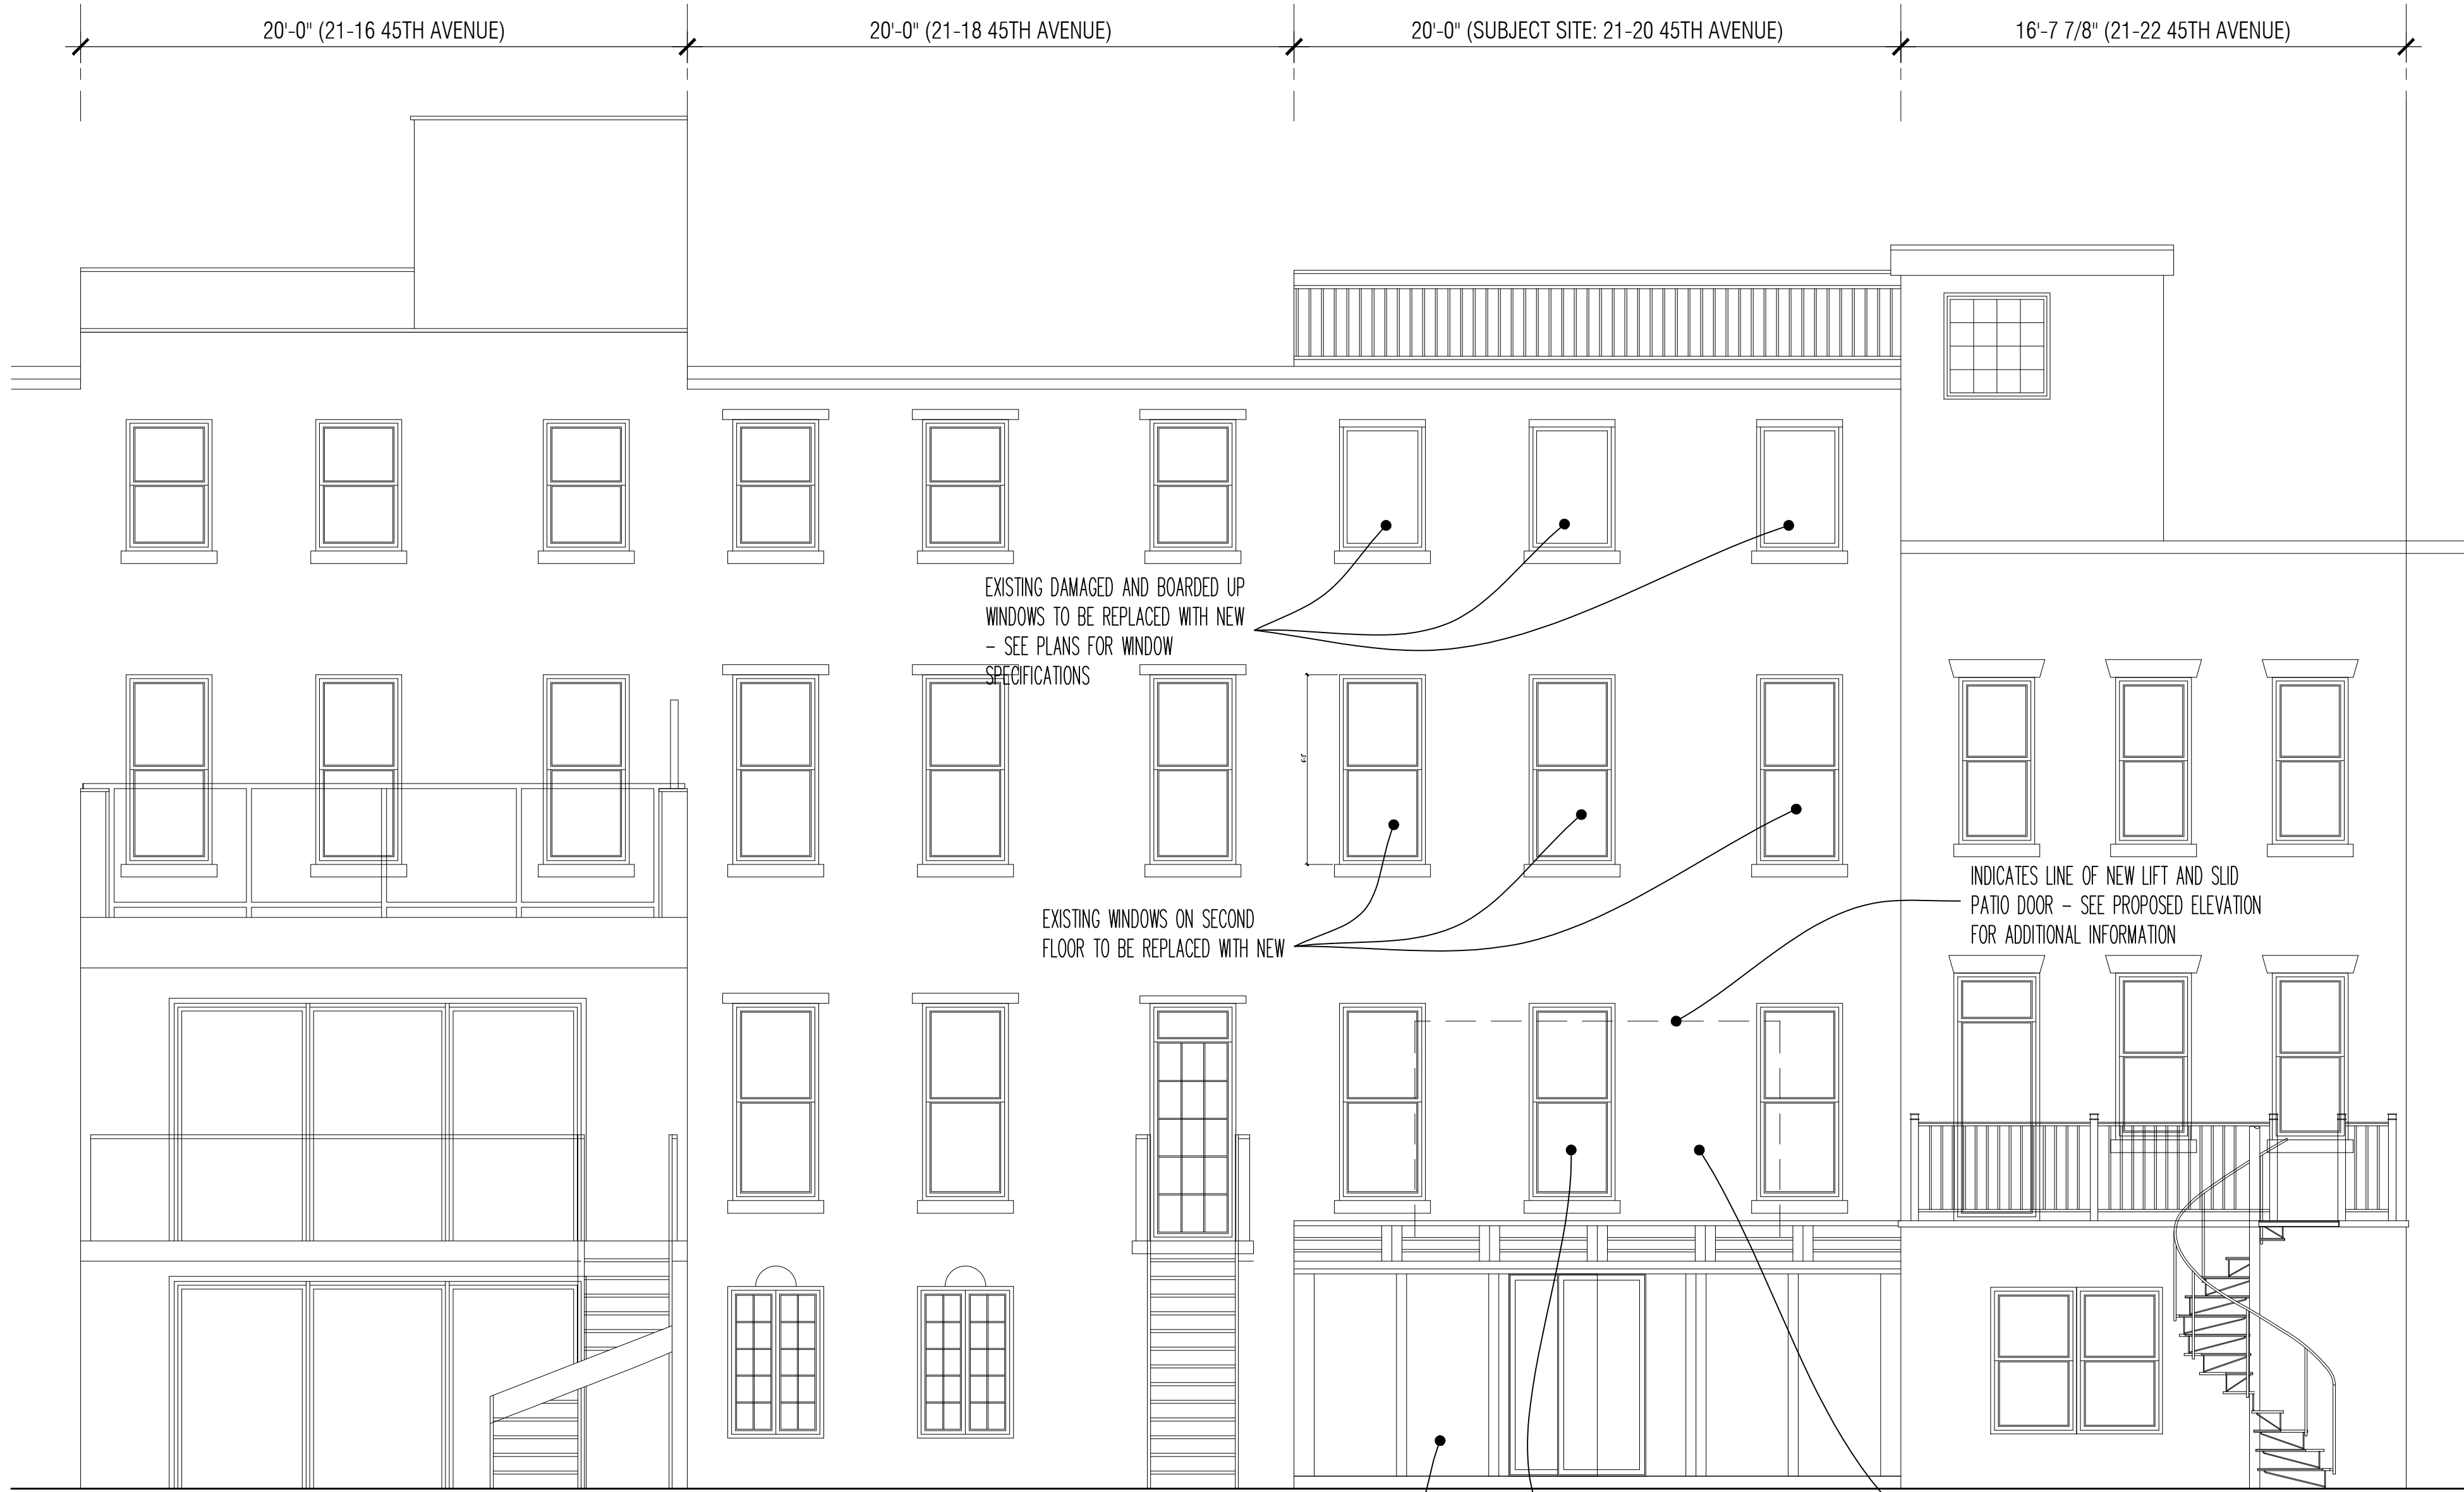 20'-0" (21-16 45TH AVENUE)
20'-0" (21-18 45TH AVENUE)
20'-0" (SUBJECT SITE: 21-20 45TH AVENUE)
16'-7 7/8" (21-22 45TH AVENUE)
EXISTING DAMAGED AND BOARDED UP
WINDOWS TO BE REPLACED WITH NEW
- SEE PLANS FOR WINDOW
SPECIFICATIONS
EXISTING WINDOWS ON SECOND
FLOOR TO BE REPLACED WITH NEW
INDICATES LINE OF NEW LIFT AND SLID
PATIO DOOR - SEE PROPOSED ELEVATION
FOR ADDITIONAL INFORMATION